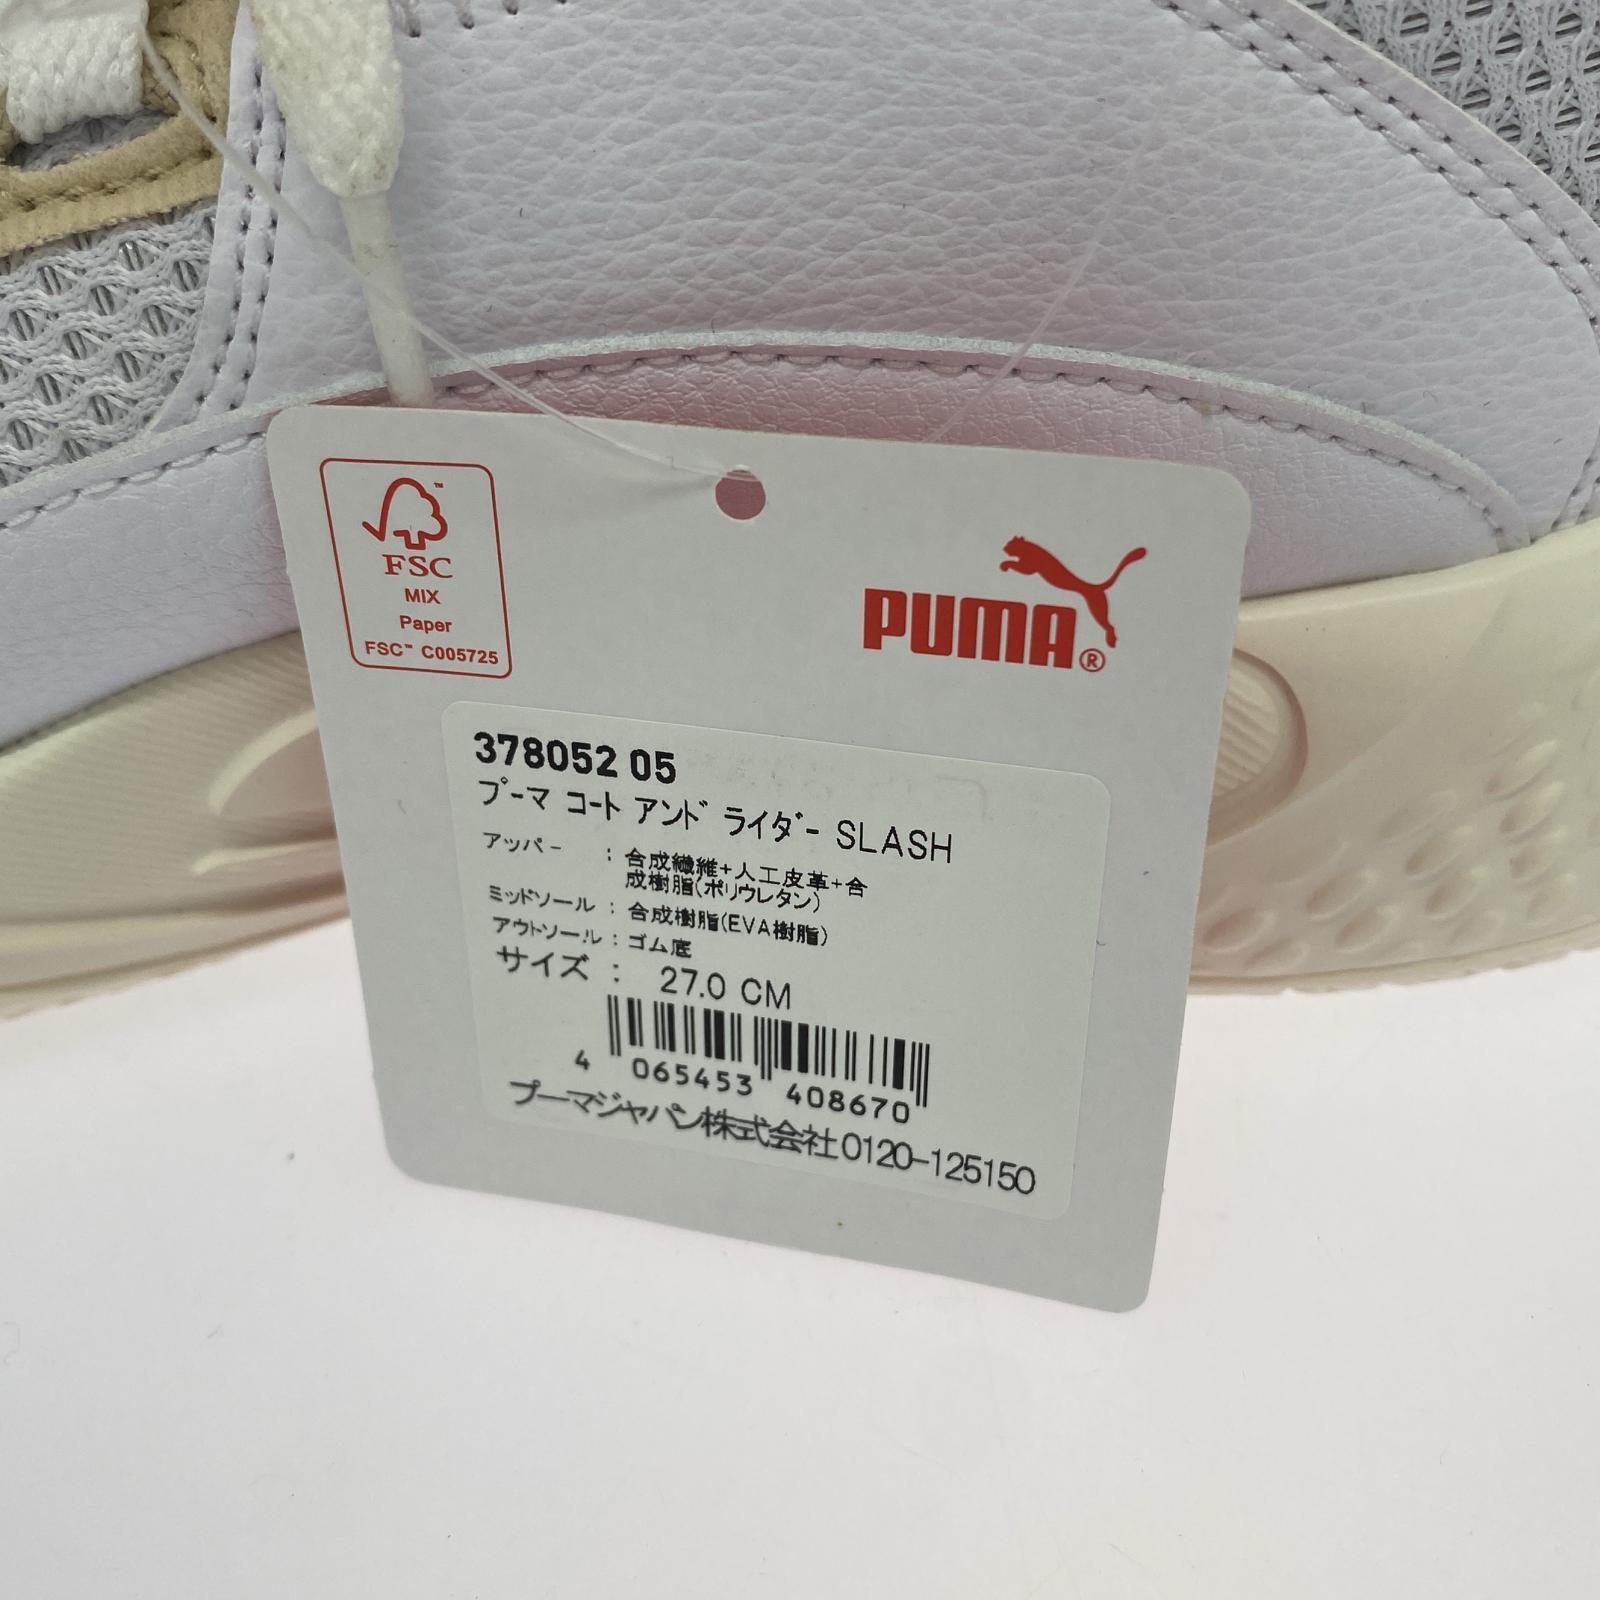 FSC™
MIX
Paper
FSC™ C005725
PUMA®
378052 05
プーマ コート アンド ライダー SLASH
アッパー : 合成繊維+人工皮革+合
成樹脂(ポリウレタン)
ミッドソール : 合成樹脂(EVA樹脂)
アウトソール : ゴム底
サイズ : 27.0 CM
4 065453 408670
プーマジャパン株式会社0120-125150